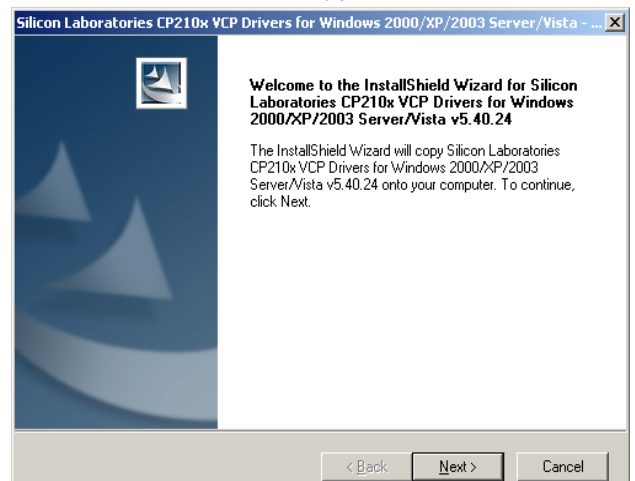 Silicon Laboratories CP210x VCP Drivers for Windows 2000/XP/2003 Server/Vista - ...
Welcome to the InstallShield Wizard for Silicon
Laboratories CP210x VCP Drivers for Windows
2000/XP/2003 Server/Vista v5.40.24
The InstallShield Wizard will copy Silicon Laboratories
CP210x VCP Drivers for Windows 2000/XP/2003
Server/Vista v5.40.24 onto your computer. To continue,
click Next.
< Back Next > Cancel